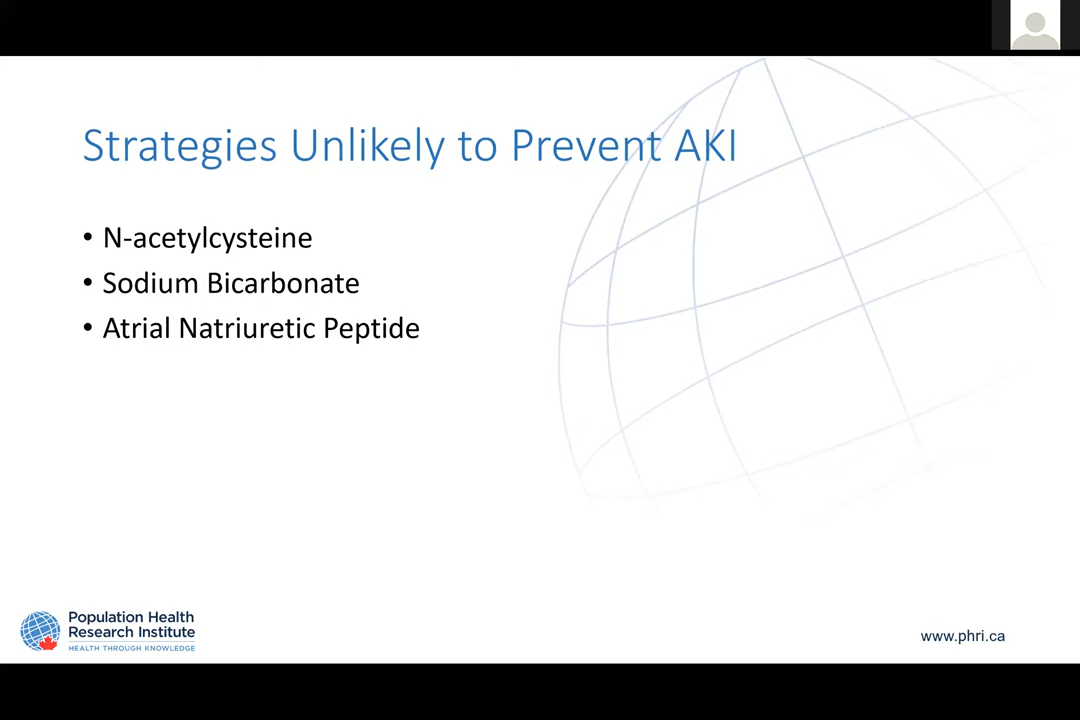 Strategies Unlikely to Prevent AKI
• N-acetylcysteine
• Sodium Bicarbonate
• Atrial Natriuretic Peptide
Population Health
Research Institute
HEALTH THROUGH KNOWLEDGE
www.phri.ca